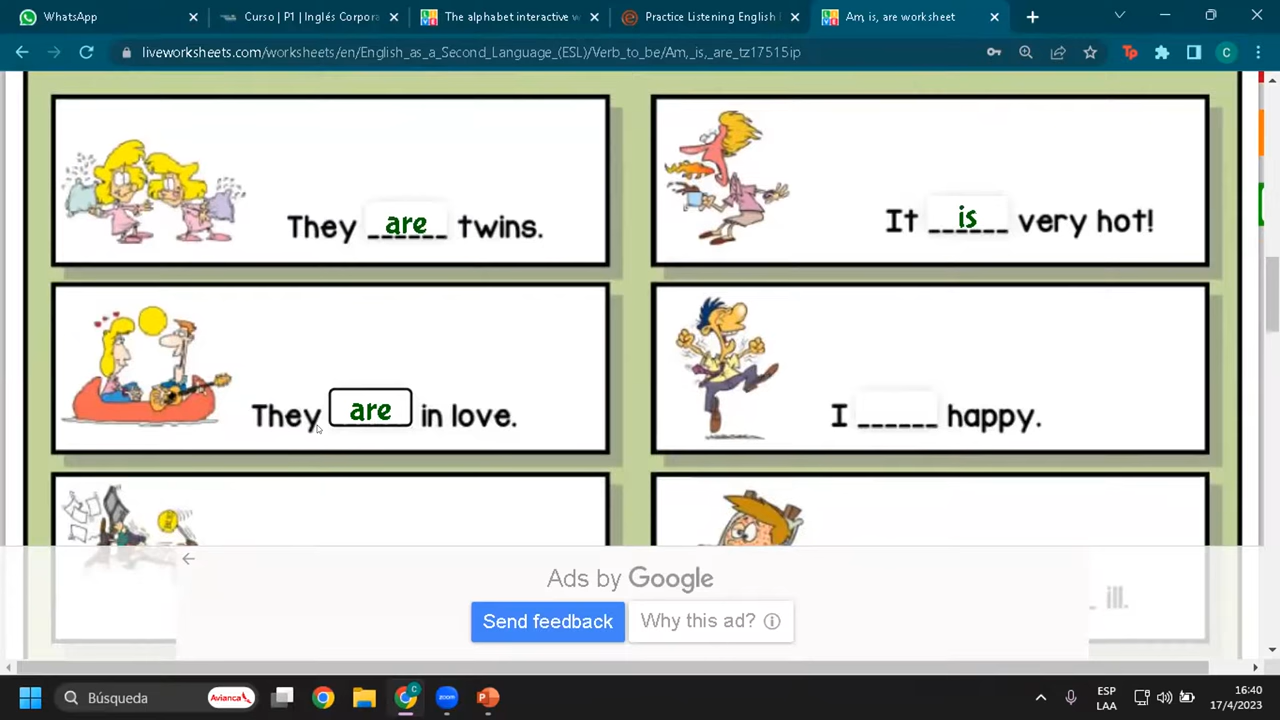 WhatsApp
Curso | P1 | Inglés Corpora
The alphabet interactive w
Practice Listening English
Am, is, are worksheet
liveworksheets.com/worksheets/en/English_as_a_Second_Language_(ESL)/Verb_to_be/Am,_is,_are_tz17515ip
They are twins.
It is very hot!
They are in love.
I ______ happy.
_ ill.
Ads by Google
Send feedback
Why this ad?
Búsqueda
Avianca
zoom
ESP
LAA
16:40
17/4/2023